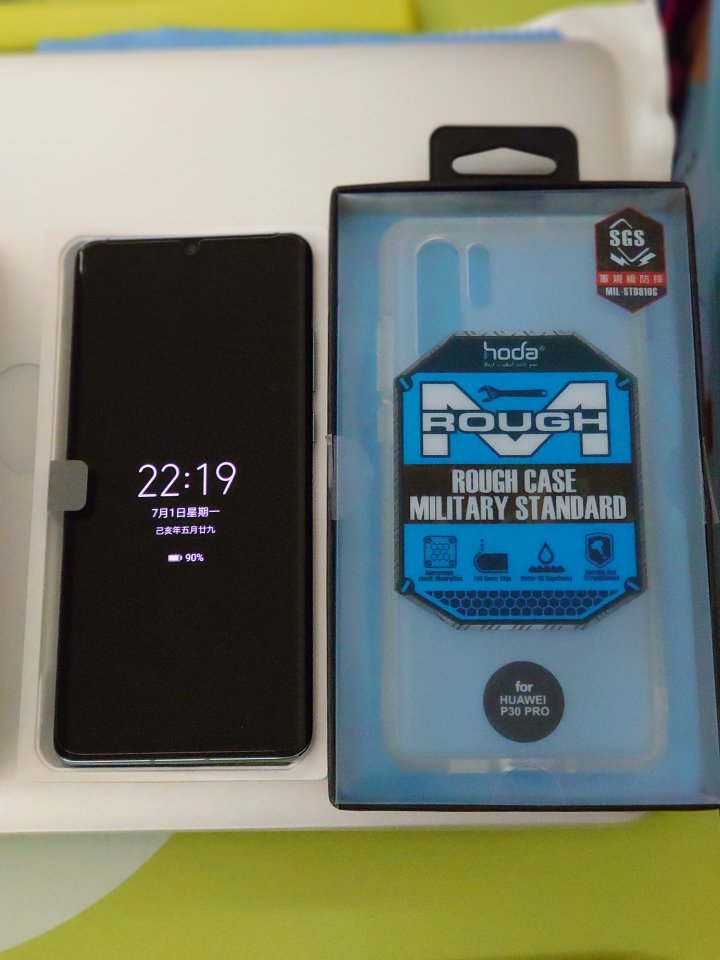 22:19
7月1日星期一
己亥年五月廿九
90%
SGS
軍規級防摔
MIL-STD810G
hoda®
M
ROUGH
ROUGH CASE
MILITARY STANDARD
for
HUAWEI
P30 PRO